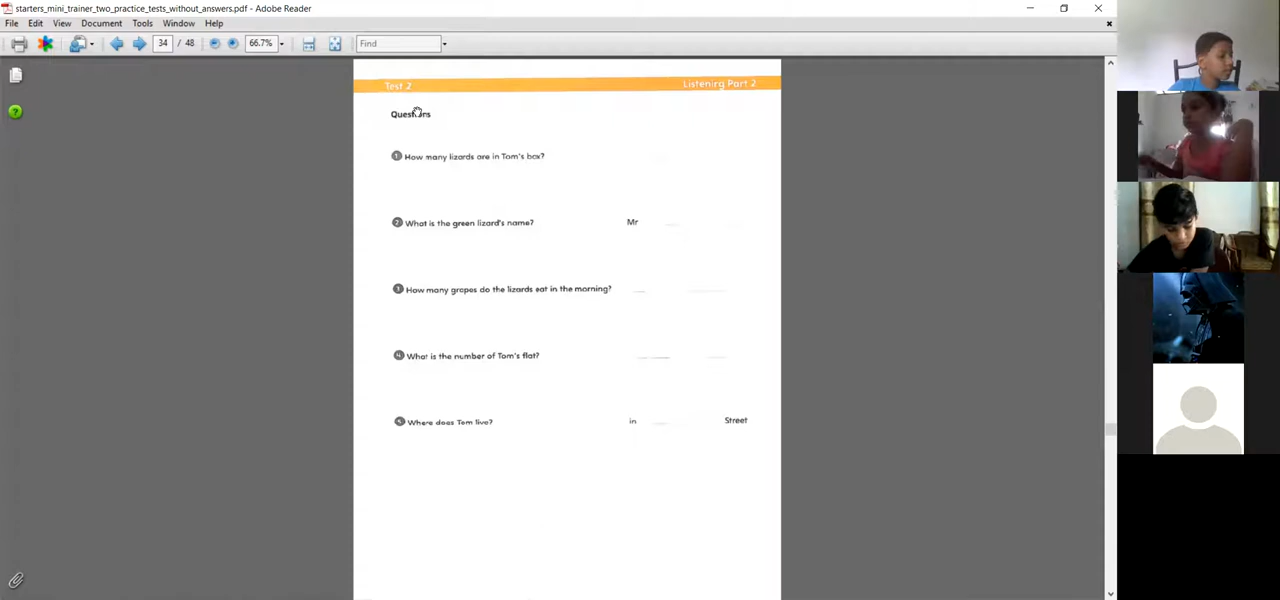 starters_mini_trainer_two_practice_tests_without_answers.pdf - Adobe Reader
File Edit View Document Tools Window Help
34 / 48 66.7% Find
Test 2 Listening Part 2
Questions
1 How many lizards are in Tom's box?
2 What is the green lizard's name? Mr
3 How many grapes do the lizards eat in the morning?
4 What is the number of Tom's flat?
5 Where does Tom live? in Street